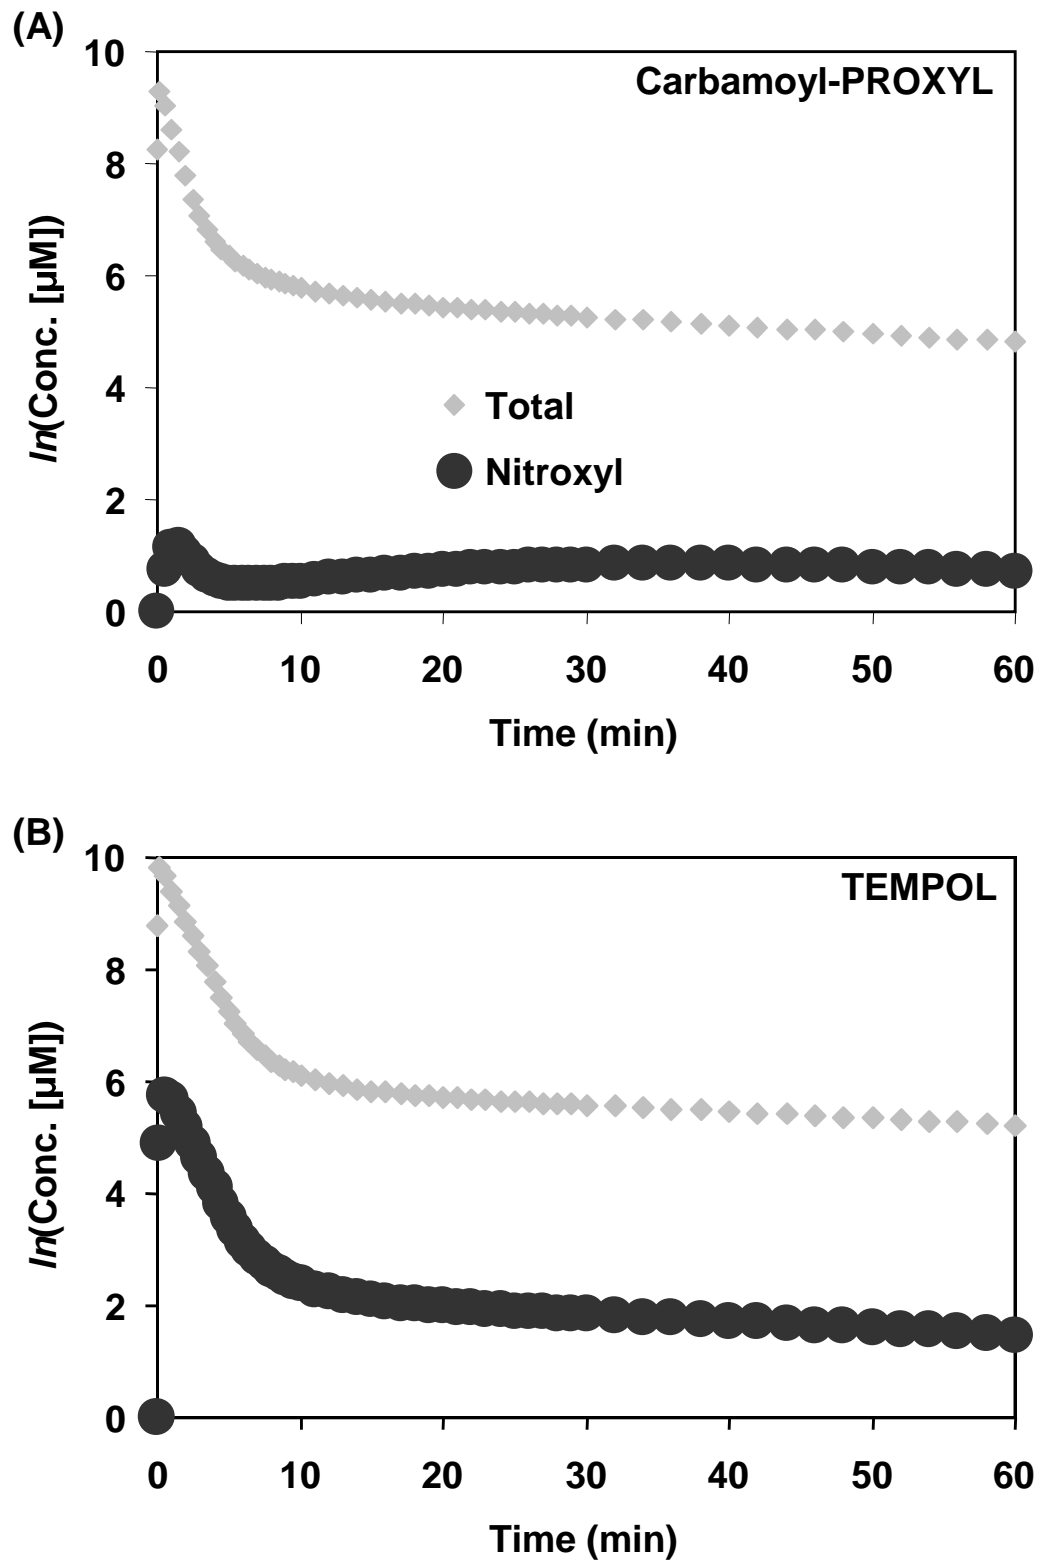 (A)
Carbamoyl-PROXYL
10
8
6
4
2
0
ln(Conc. [µM])
Total
Nitroxyl
0 10 20 30 40 50 60
Time (min)
(B)
TEMPOL
10
8
6
4
2
0
ln(Conc. [µM])
0 10 20 30 40 50 60
Time (min)